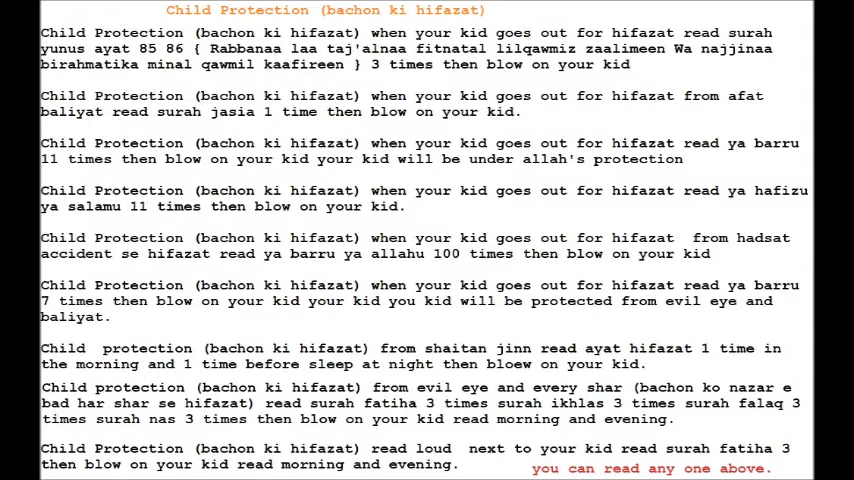 Child Protection (bachon ki hifazat)
Child Protection (bachon ki hifazat) when your kid goes out for hifazat read surah
yunus ayat 85 86 { Rabbanaa laa taj'alnaa fitnatal lilqawmiz zaalimeen Wa najjinaa
birahmatika minal qawmil kaafireen } 3 times then blow on your kid
Child Protection (bachon ki hifazat) when your kid goes out for hifazat from afat
baliyat read surah jasia 1 time then blow on your kid.
Child Protection (bachon ki hifazat) when your kid goes out for hifazat read ya barru
11 times then blow on your kid your kid will be under allah's protection
Child Protection (bachon ki hifazat) when your kid goes out for hifazat read ya hafizu
ya salamu 11 times then blow on your kid.
Child Protection (bachon ki hifazat) when your kid goes out for hifazat from hadsat
accident se hifazat read ya barru ya allahu 100 times then blow on your kid
Child Protection (bachon ki hifazat) when your kid goes out for hifazat read ya barru
7 times then blow on your kid your kid you kid will be protected from evil eye and
baliyat.
Child protection (bachon ki hifazat) from shaitan jinn read ayat hifazat 1 time in
the morning and 1 time before sleep at night then bloew on your kid.
Child protection (bachon ki hifazat) from evil eye and every shar (bachon ko nazar e
bad har shar se hifazat) read surah fatiha 3 times surah ikhlas 3 times surah falaq 3
times surah nas 3 times then blow on your kid read morning and evening.
Child Protection (bachon ki hifazat) read loud next to your kid read surah fatiha 3
then blow on your kid read morning and evening.
you can read any one above.